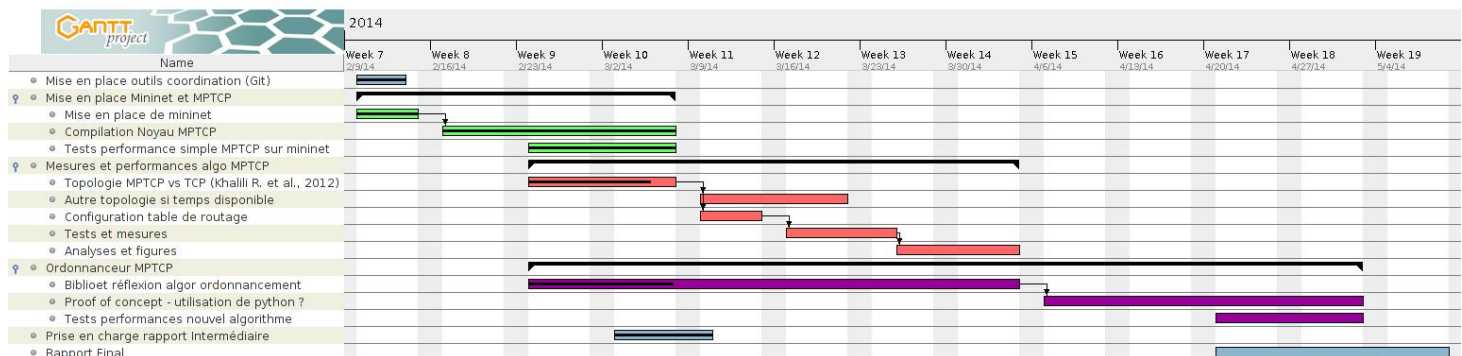 GANTT
project
2014
Name
Week 7 Week 8 Week 9 Week 10 Week 11 Week 12 Week 13 Week 14 Week 15 Week 16 Week 17 Week 18 Week 19
2/9/14 2/16/14 2/23/14 3/2/14 3/9/14 3/16/14 3/23/14 3/30/14 4/6/14 4/13/14 4/20/14 4/27/14 5/4/14
Mise en place outils coordination (Git)
Mise en place Mininet et MPTCP
Mise en place de mininet
Compilation Noyau MPTCP
Tests performance simple MPTCP sur mininet
Mesures et performances algo MPTCP
Topologie MPTCP vs TCP (Khalili R. et al., 2012)
Autre topologie si temps disponible
Configuration table de routage
Tests et mesures
Analyses et figures
Ordonnanceur MPTCP
Biblioet réflexion algor ordonnancement
Proof of concept - utilisation de python ?
Tests performances nouvel algorithme
Prise en charge rapport Intermédiaire
Rapport Final